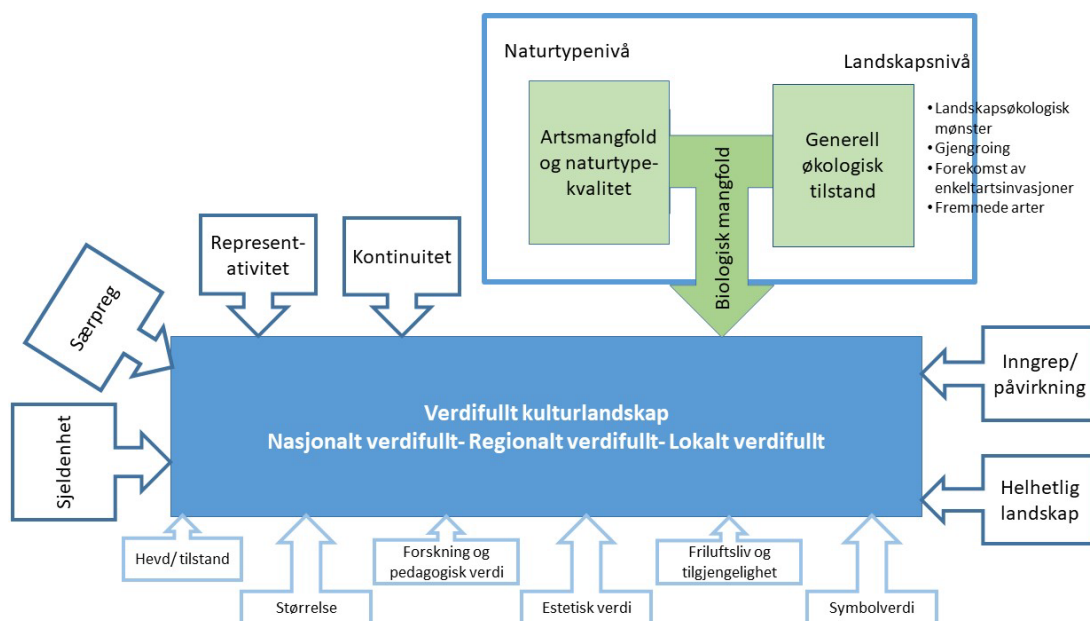 Naturtypenivå
Landskapsnivå
Artsmangfold
og naturtype-
kvalitet
Biologisk mangfold
Generell
økologisk
tilstand
•Landskapsøkologisk
mønster
•Gjengroing
•Forekomst av
enkeltartsinvasjoner
•Fremmede arter
Særpreg
Represent-
ativitet
Kontinuitet
Sjeldenhet
Verdifullt kulturlandskap
Nasjonalt verdifullt- Regionalt verdifullt- Lokalt verdifullt
Inngrep/
påvirkning
Helhetlig
landskap
Hevd/ tilstand
Størrelse
Forskning og
pedagogisk verdi
Estetisk verdi
Friluftsliv og
tilgjengelighet
Symbolverdi